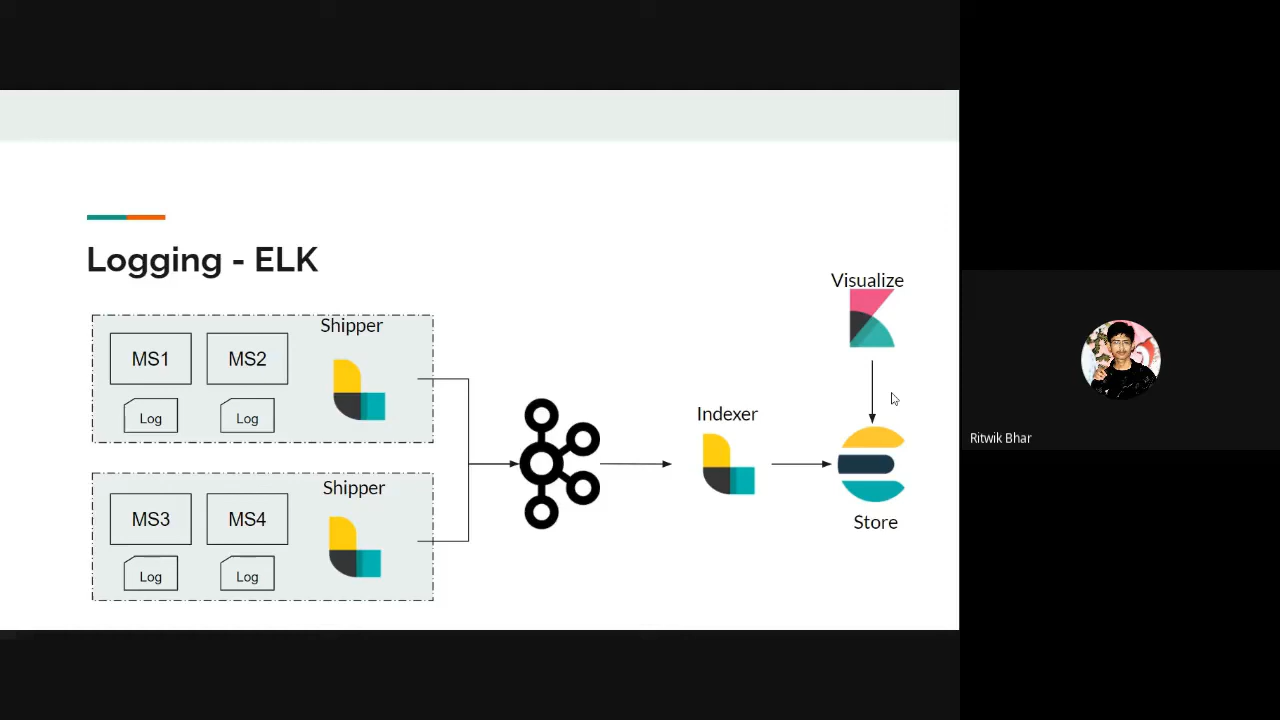 Logging - ELK
Visualize
Shipper
MS1 MS2
Log Log
Indexer
Shipper
MS3 MS4
Log Log
Store
Ritwik Bhar